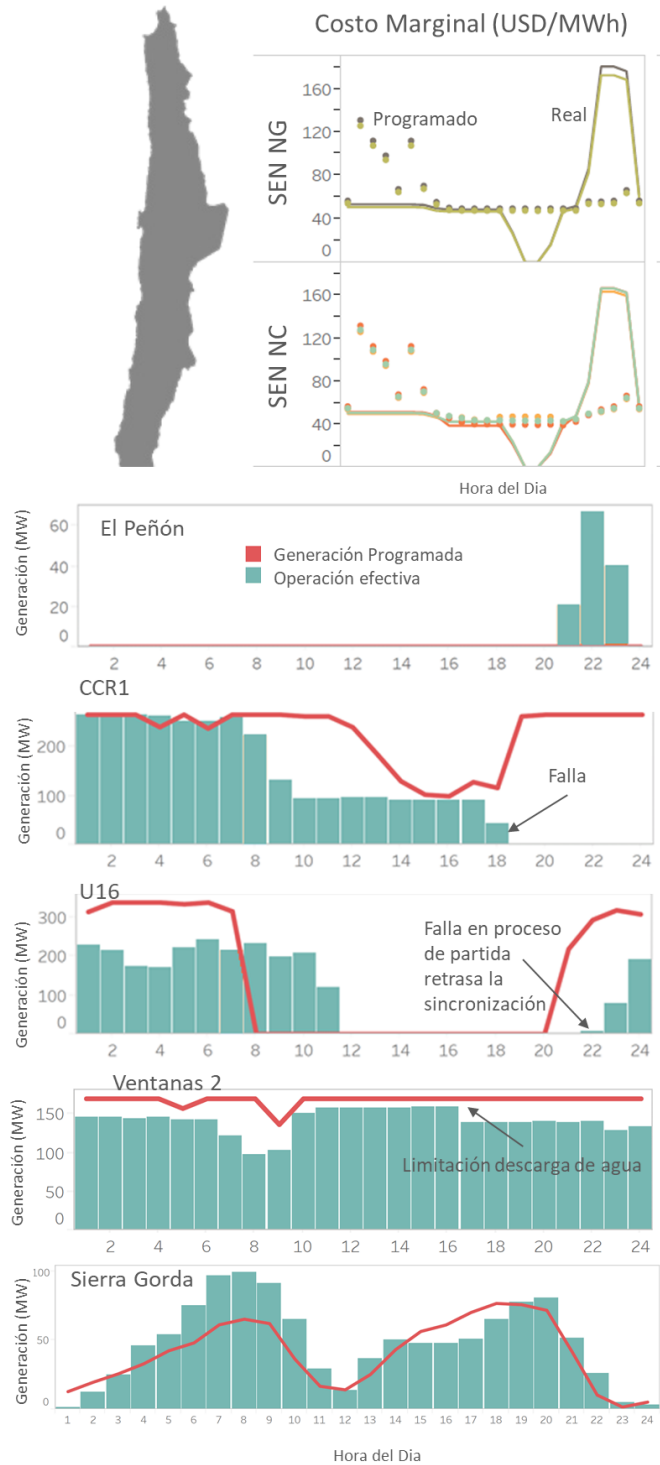 Costo Marginal (USD/MWh)
SEN NG
160
120
80
40
0
Programado
Real
SEN NC
160
120
80
40
0
Hora del Dia
El Peñón
Generación (MW)
60
40
20
0
Generación Programada
Operación efectiva
2 4 6 8 10 12 14 16 18 20 22 24
CCR1
Generación (MW)
200
100
0
Falla
2 4 6 8 10 12 14 16 18 20 22 24
U16
Generación (MW)
300
200
100
0
Falla en proceso
de partida
retrasa la
sincronización
2 4 6 8 10 12 14 16 18 20 22 24
Ventanas 2
Generación (MW)
150
100
50
0
Limitación descarga de agua
2 4 6 8 10 12 14 16 18 20 22 24
Sierra Gorda
Generación (MW)
100
50
0
1 2 3 4 5 6 7 8 9 10 11 12 13 14 15 16 17 18 19 20 21 22 23 24
Hora del Dia